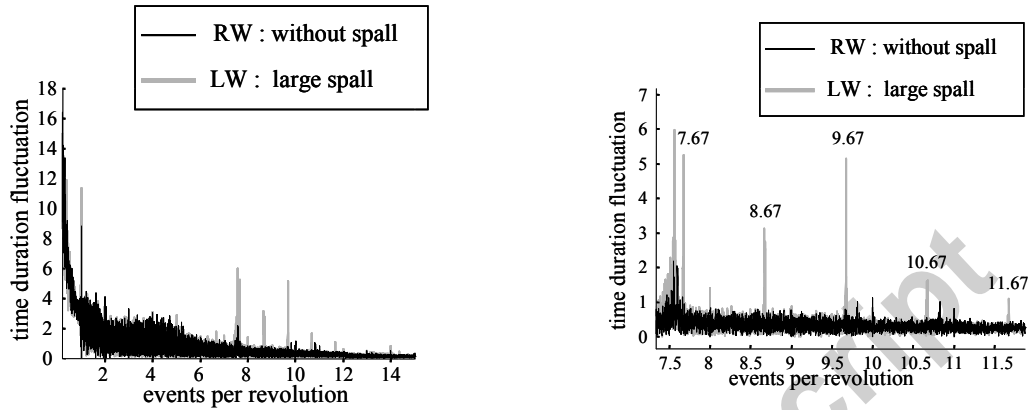 RW : without spall
LW : large spall
18
16
14
12
10
8
6
4
2
0
time duration fluctuation
2 4 6 8 10 12 14
events per revolution
RW : without spall
LW : large spall
7
6
5
4
3
2
1
0
time duration fluctuation
7.67
9.67
8.67
10.67
11.67
7.5 8 8.5 9 9.5 10 10.5 11 11.5
events per revolution
cript